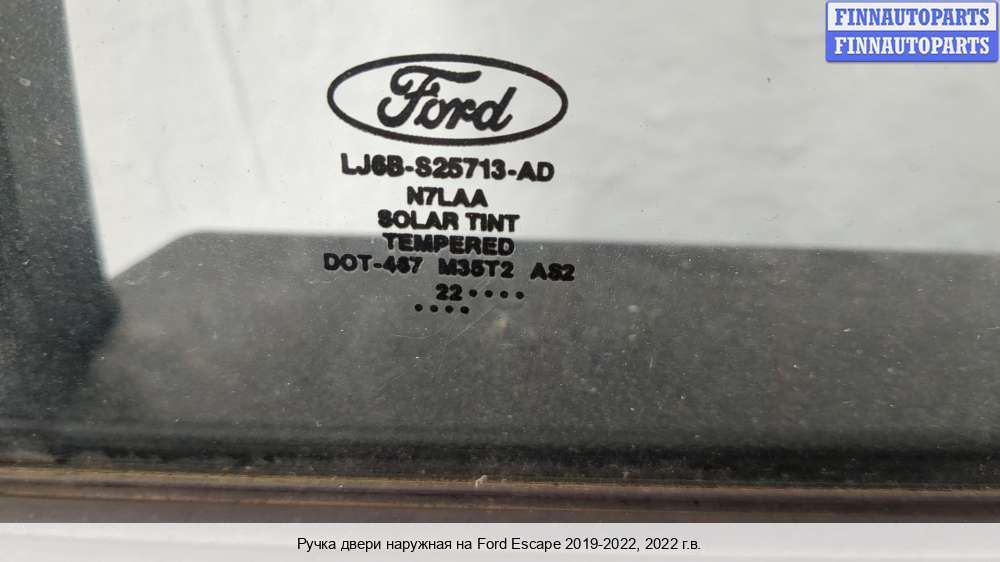 FINNAUTOPARTS
FINNAUTOPARTS
Ford
LJ6B-S25713-AD
N7LAA
SOLAR TINT
TEMPERED
DOT-467 M35T2 AS2
22 • • • •
• • • •
Ручка двери наружная на Ford Escape 2019-2022, 2022 г.в.